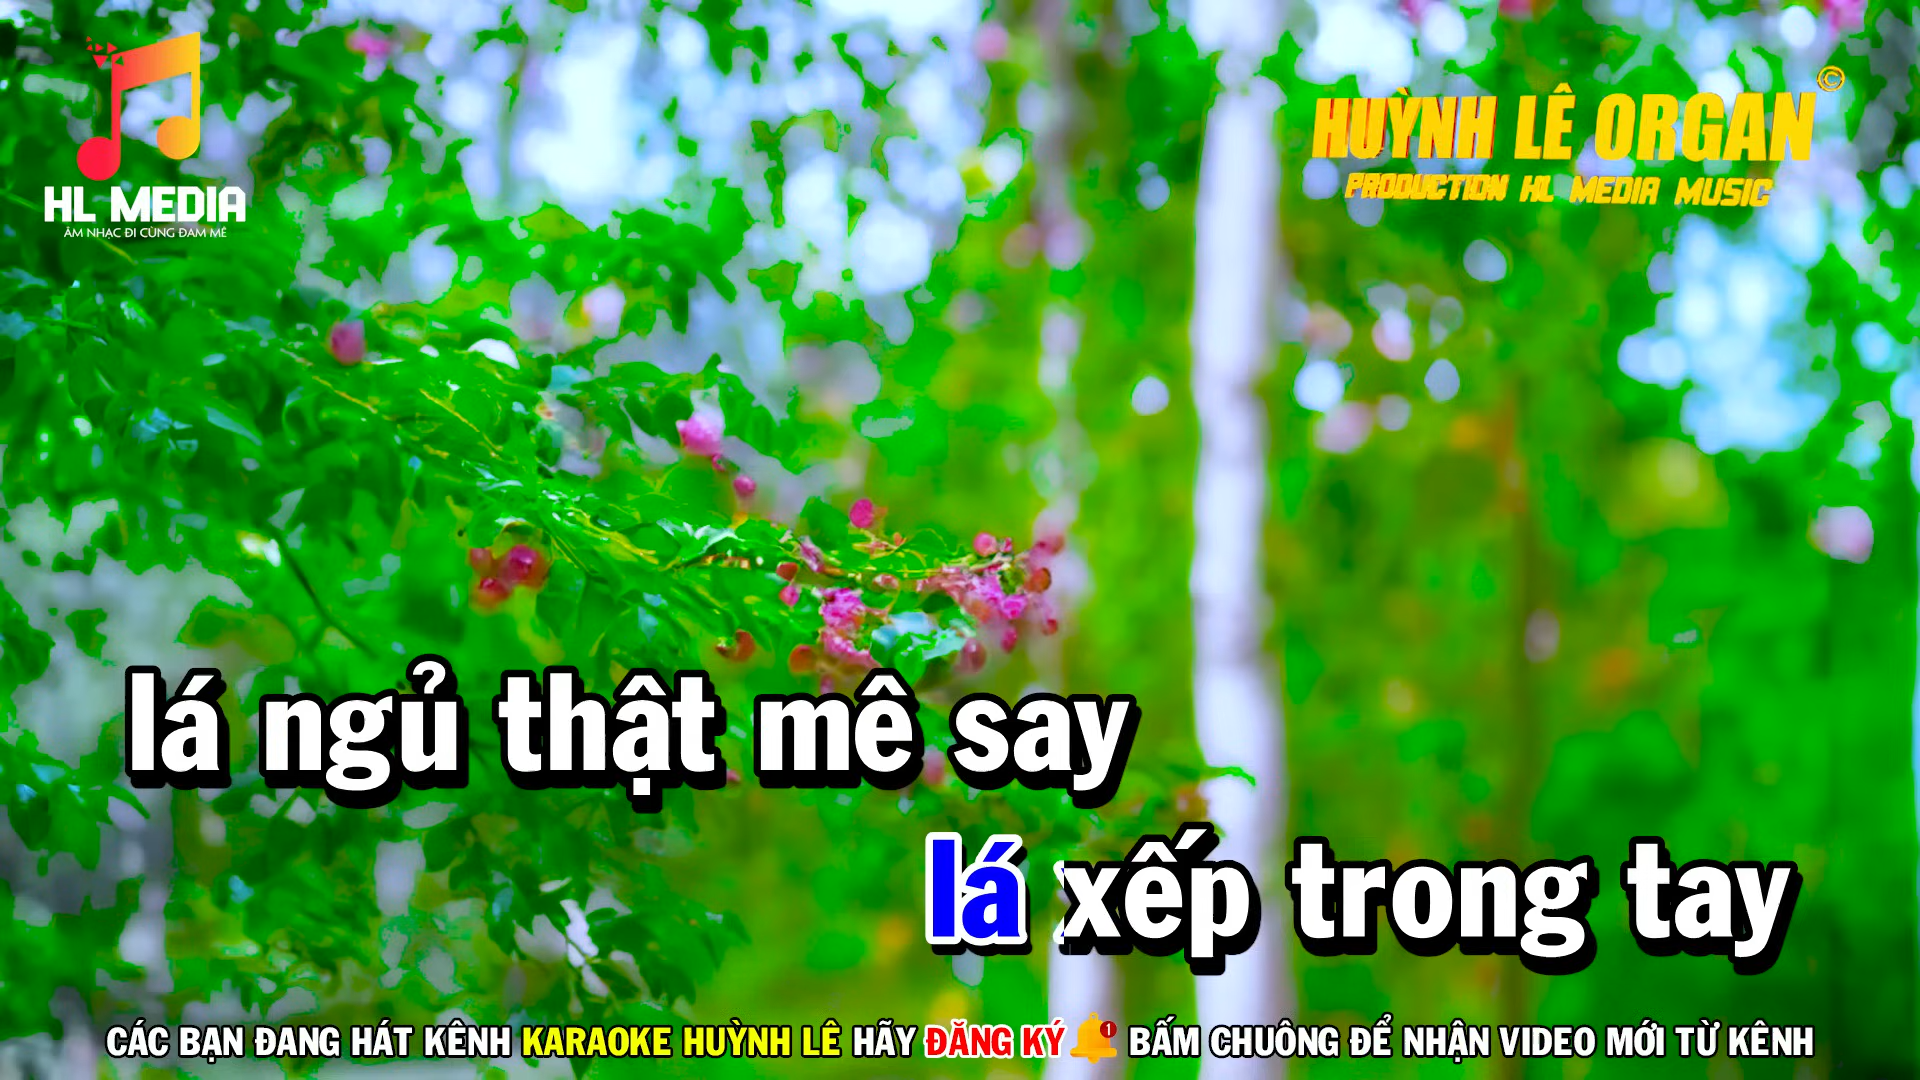 HL MEDIA
ÂM NHẠC ĐI CÙNG ĐAM MÊ
HUỲNH LÊ ORGAN ©
PRODUCTION HL MEDIA MUSIC
lá ngủ thật mê say
lá xếp trong tay
CÁC BẠN ĐANG HÁT KÊNH KARAOKE HUỲNH LÊ HÃY ĐĂNG KÝ 1 BẤM CHUÔNG ĐỂ NHẬN VIDEO MỚI TỪ KÊNH